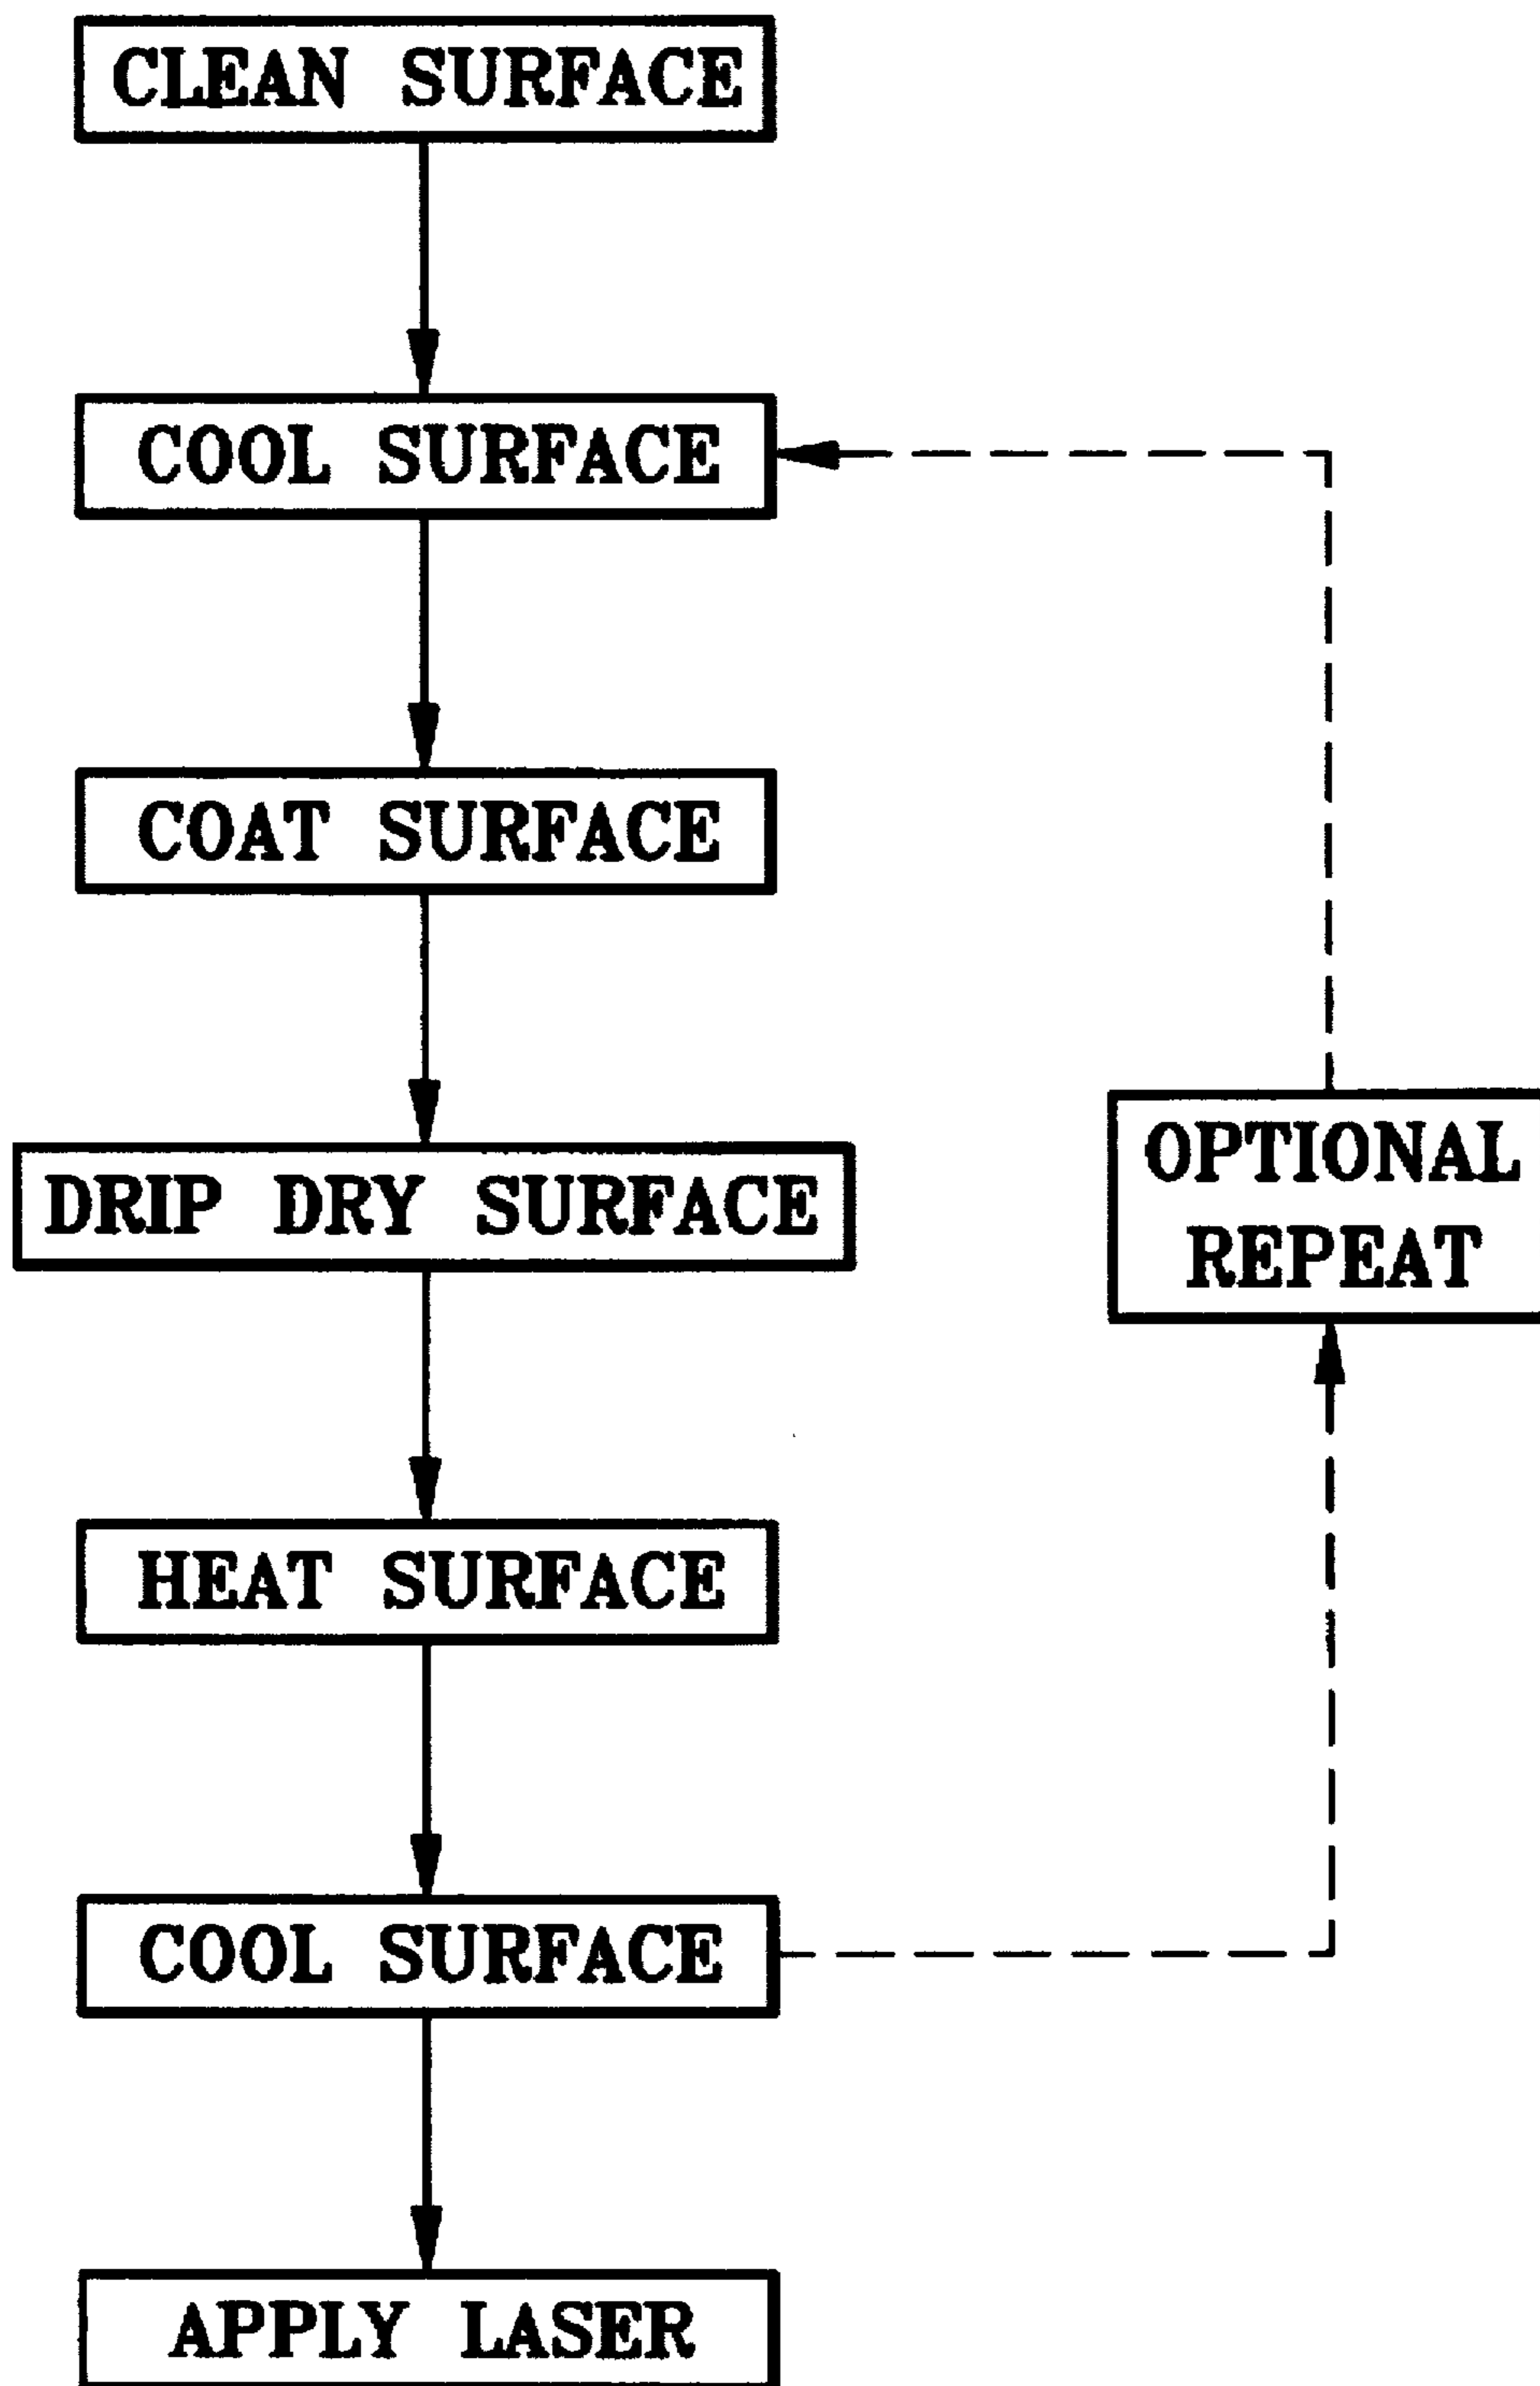 CLEAN SURFACE
COOL SURFACE
COAT SURFACE
DRIP DRY SURFACE
OPTIONAL
REPEAT
HEAT SURFACE
COOL SURFACE
APPLY LASER